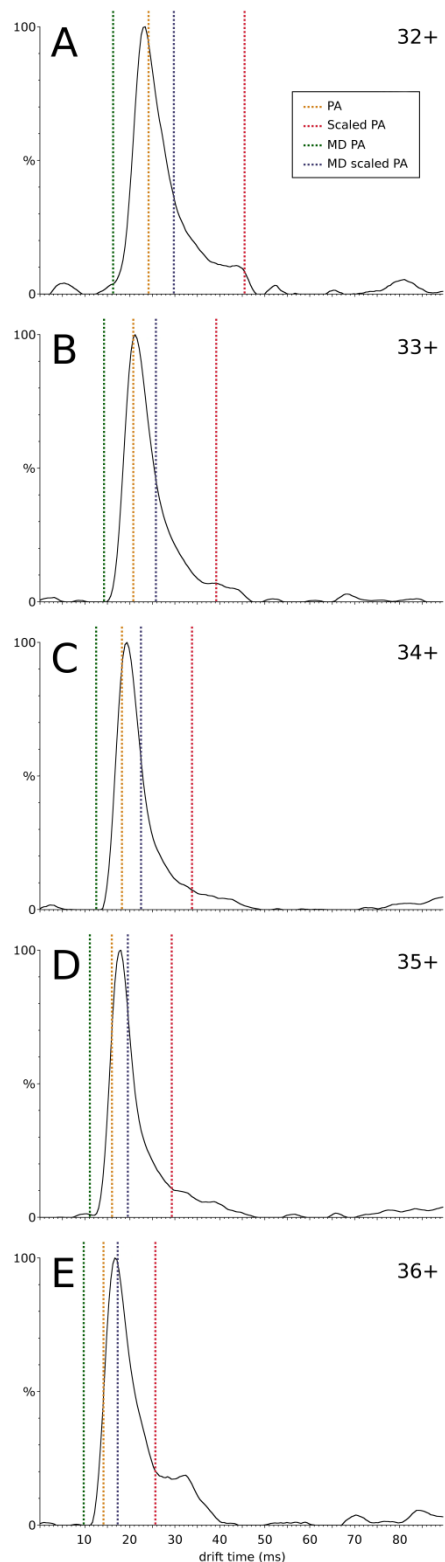 100
A
32+
PA
Scaled PA
MD PA
MD scaled PA
%
0
100
B
33+
%
0
100
C
34+
%
0
100
D
35+
%
0
100
E
36+
%
0
10 20 30 40 50 60 70 80
drift time (ms)